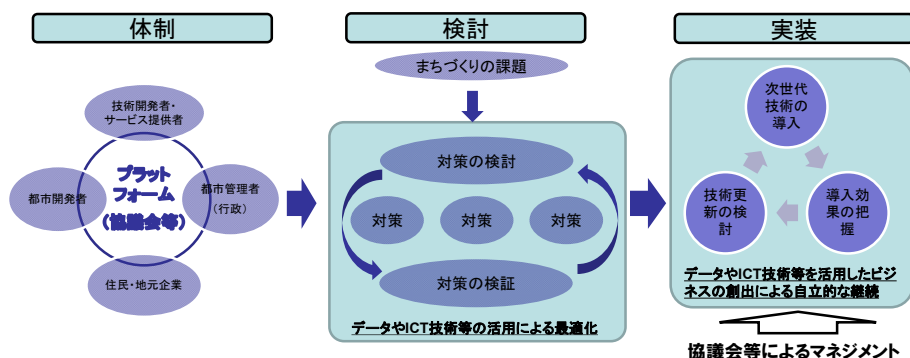 体制
技術開発者・
サービス提供者
プラット
フォーム
(協議会等)
都市開発者
都市管理者
(行政)
住民・地元企業
検討
まちづくりの課題
対策の検討
対策
対策
対策
対策の検証
データやICT技術等の活用による最適化
実装
次世代
技術の
導入
技術更
新の検
討
導入効
果の把
握
データやICT技術等を活用したビジ
ネスの創出による自立的な継続
協議会等によるマネジメント